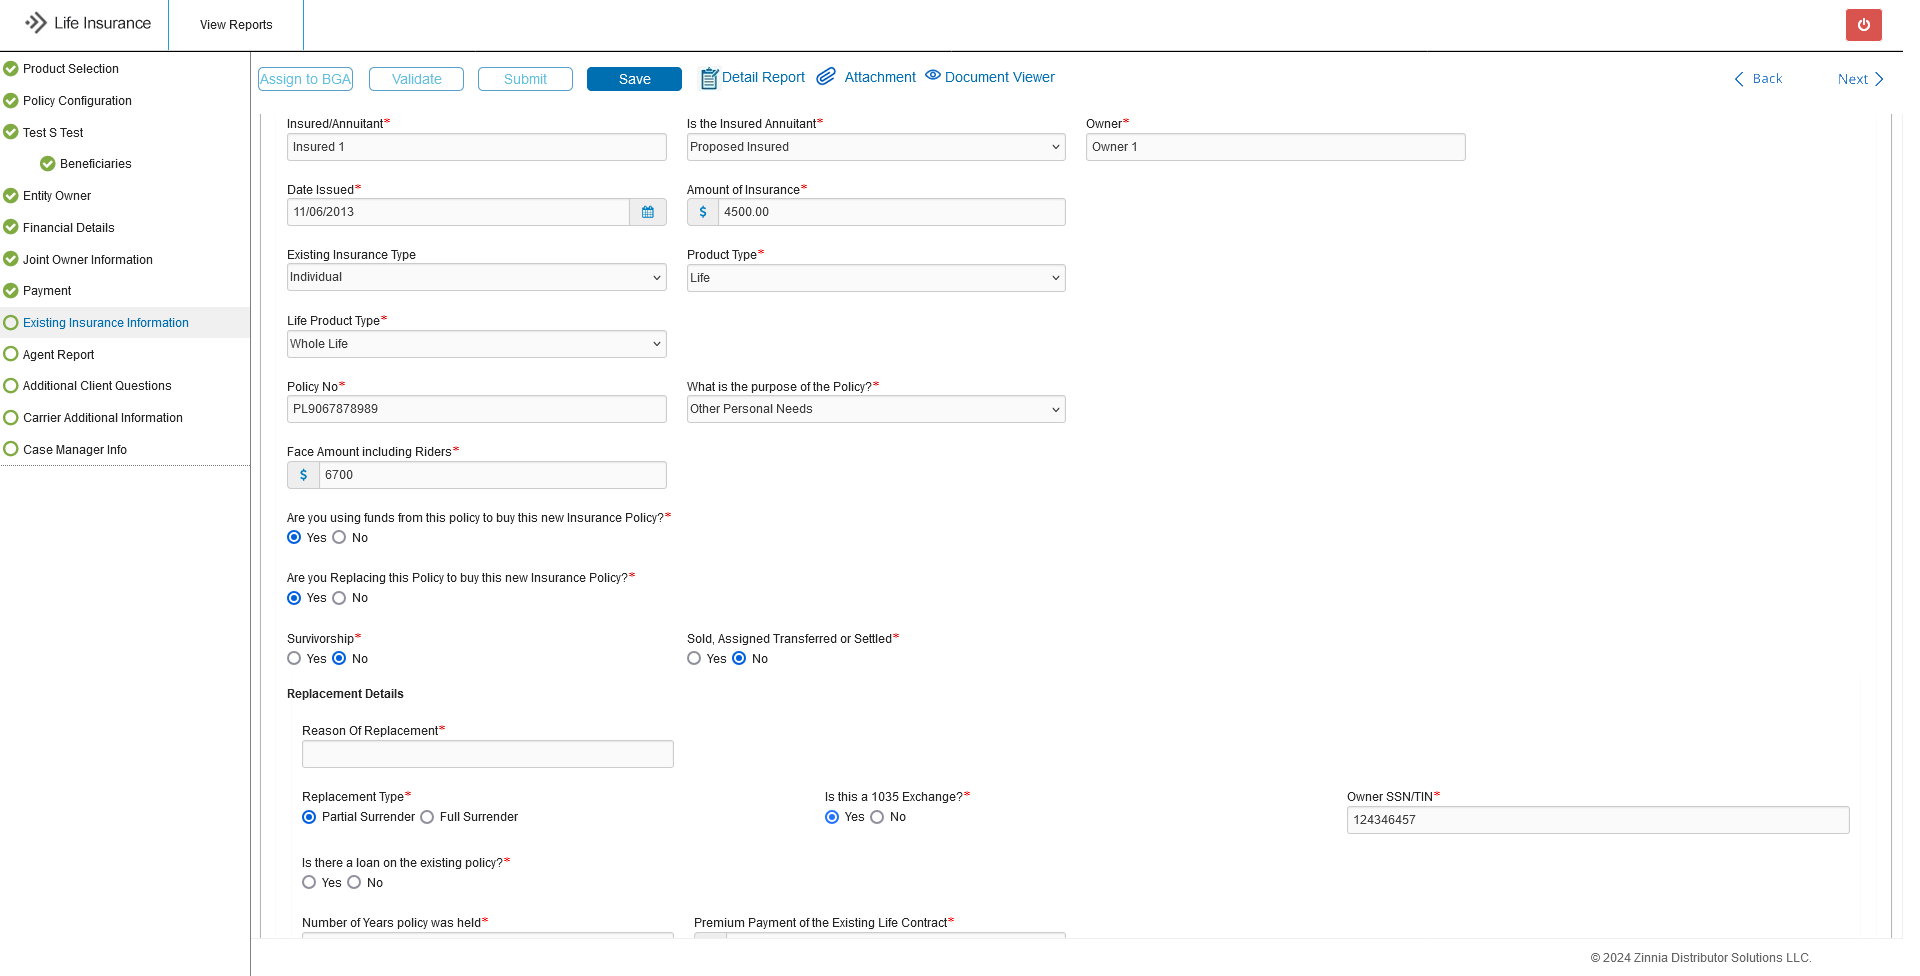 Life Insurance
View Reports
Product Selection
Policy Configuration
Test S Test
Beneficiaries
Entity Owner
Financial Details
Joint Owner Information
Payment
Existing Insurance Information
Agent Report
Additional Client Questions
Carrier Additional Information
Case Manager Info
Assign to BGA Validate Submit Save Detail Report Attachment Document Viewer Back Next
Insured/Annuitant* Is the Insured Annuitant* Owner*
Insured 1 Proposed Insured Owner 1
Date Issued* Amount of Insurance*
11/06/2013 $ 4500.00
Existing Insurance Type Product Type*
Individual Life
Life Product Type*
Whole Life
Policy No* What is the purpose of the Policy?*
PL9067878989 Other Personal Needs
Face Amount including Riders*
$ 6700
Are you using funds from this policy to buy this new Insurance Policy?*
Yes No
Are you Replacing this Policy to buy this new Insurance Policy?*
Yes No
Survivorship* Sold, Assigned Transferred or Settled*
Yes No Yes No
Replacement Details
Reason Of Replacement*
Replacement Type* Is this a 1035 Exchange?* Owner SSN/TIN*
Partial Surrender Full Surrender Yes No 124346457
Is there a loan on the existing policy?*
Yes No
Number of Years policy was held* Premium Payment of the Existing Life Contract*
© 2024 Zinnia Distributor Solutions LLC.